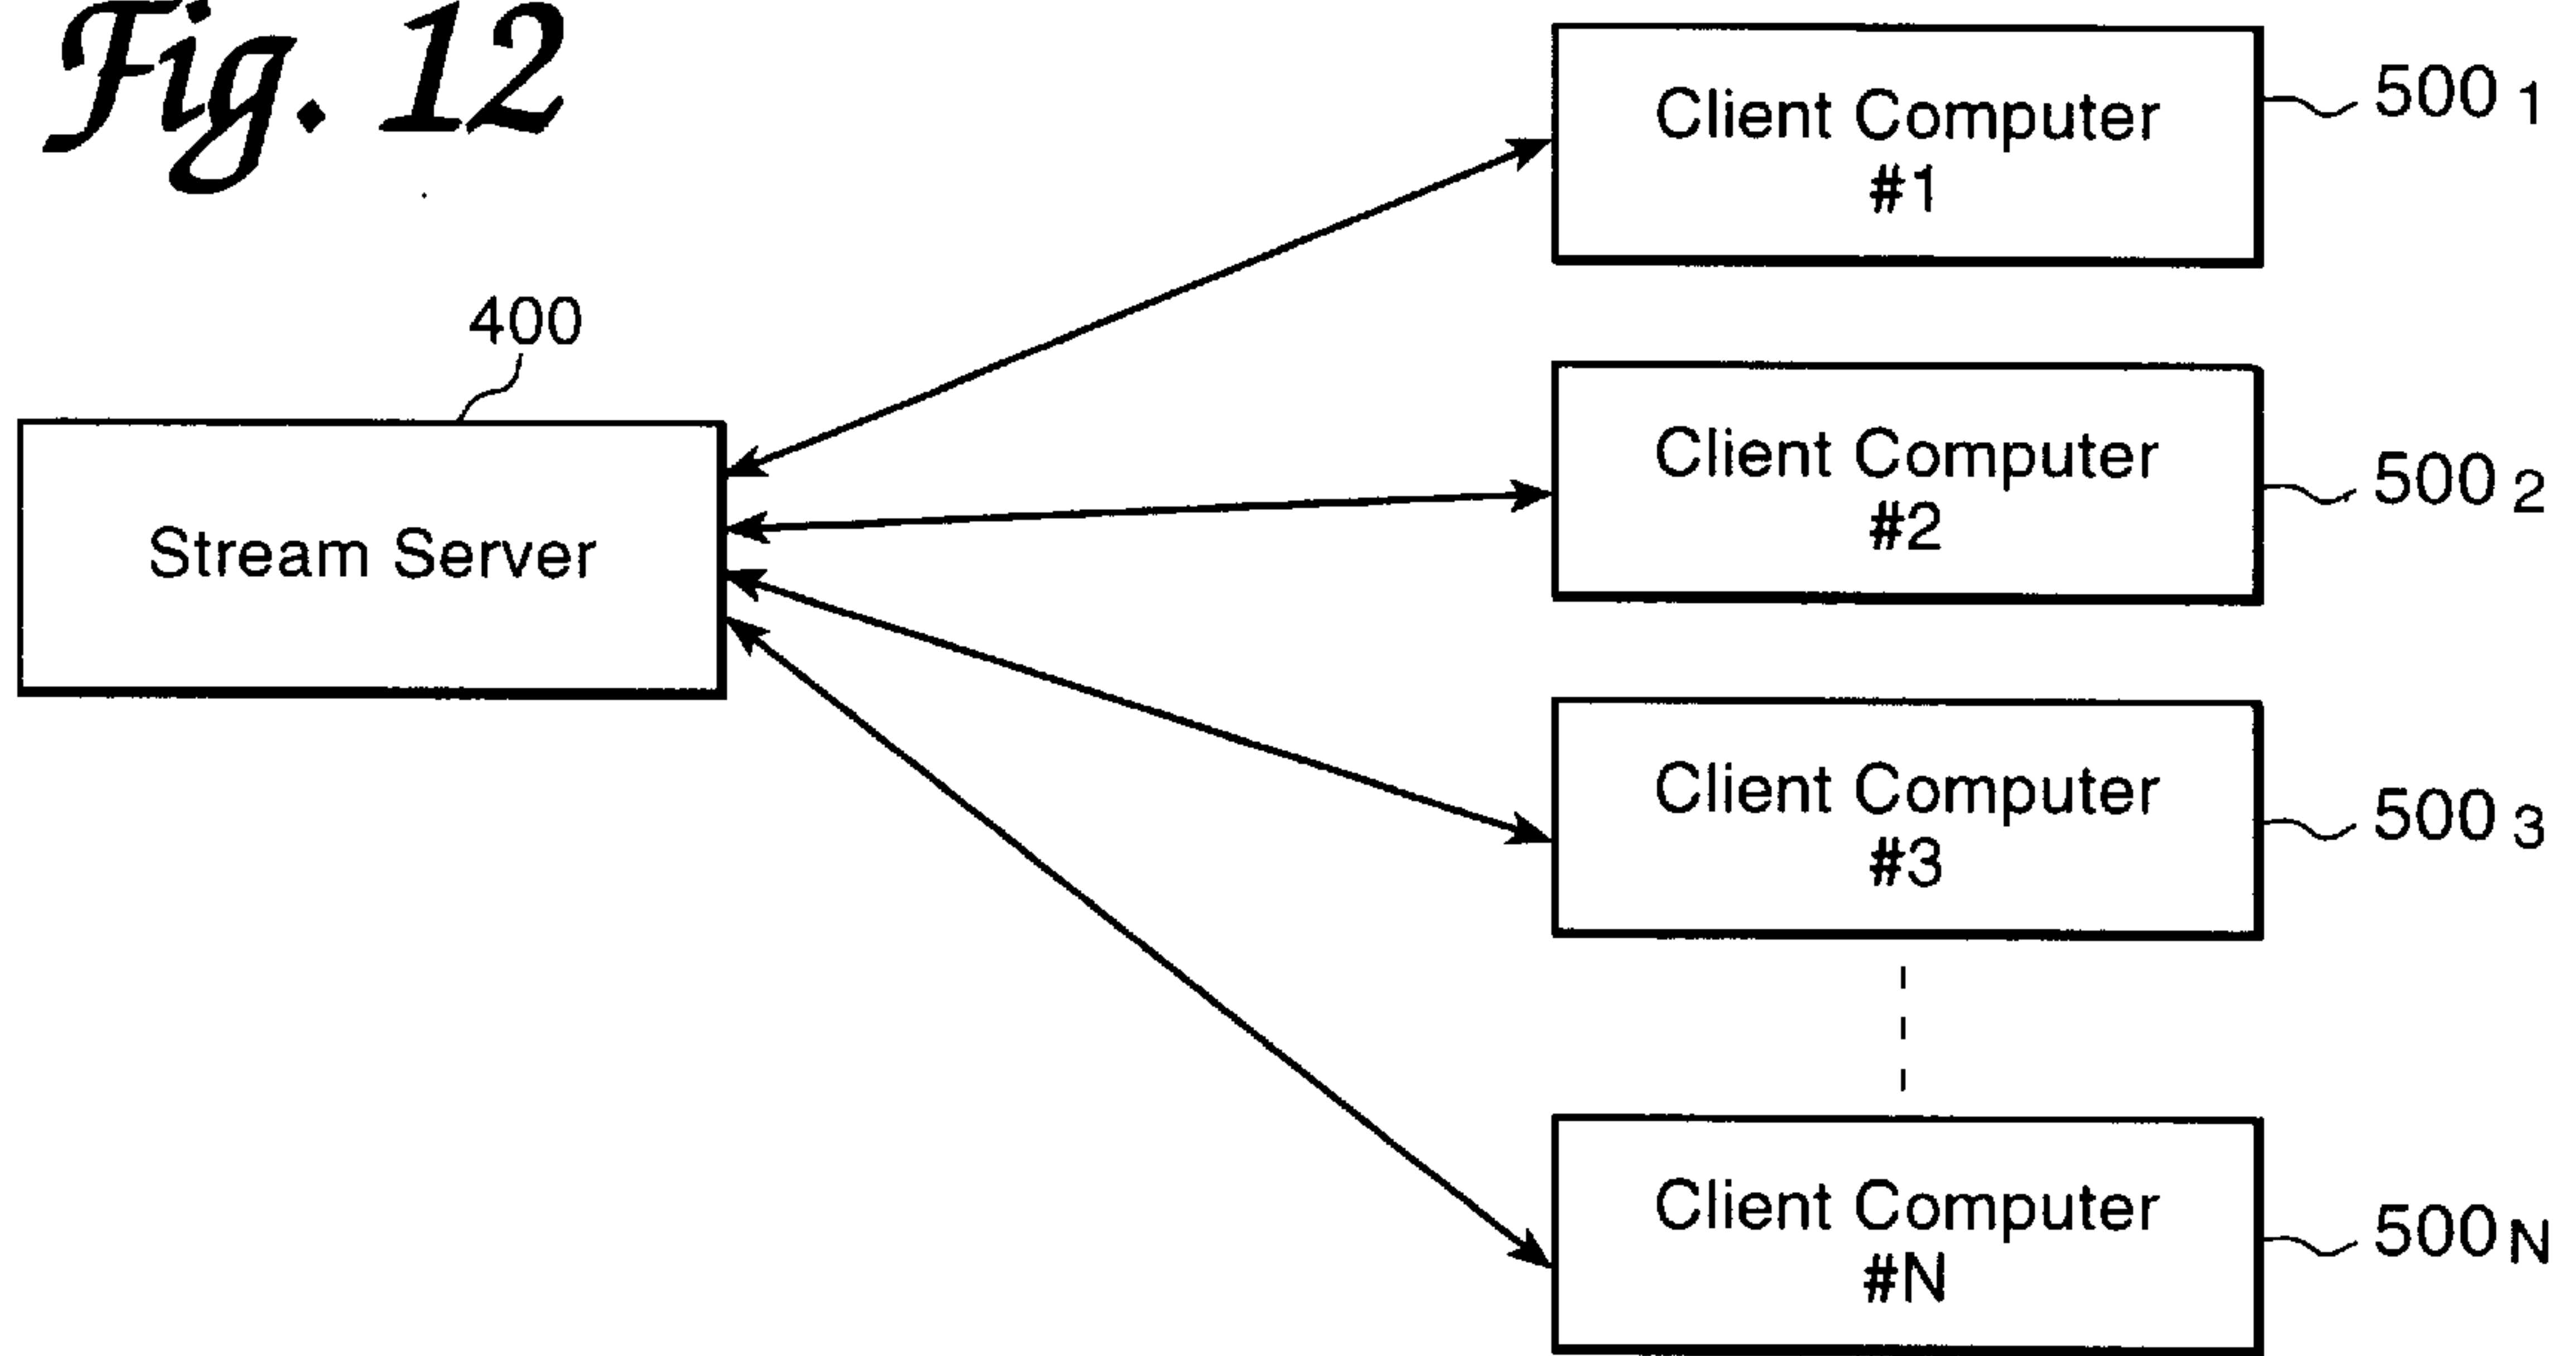 Fig. 12
Client Computer
#1
500 1
400
Client Computer
#2
500 2
Stream Server
Client Computer
#3
500 3
Client Computer
#N
500 N